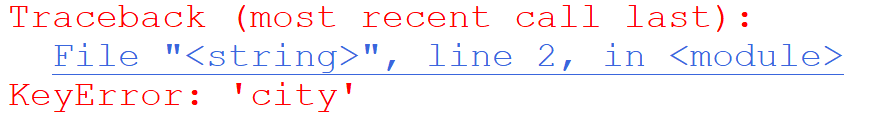 Traceback (most recent call last):
  File "<string>", line 2, in <module>
KeyError: 'city'